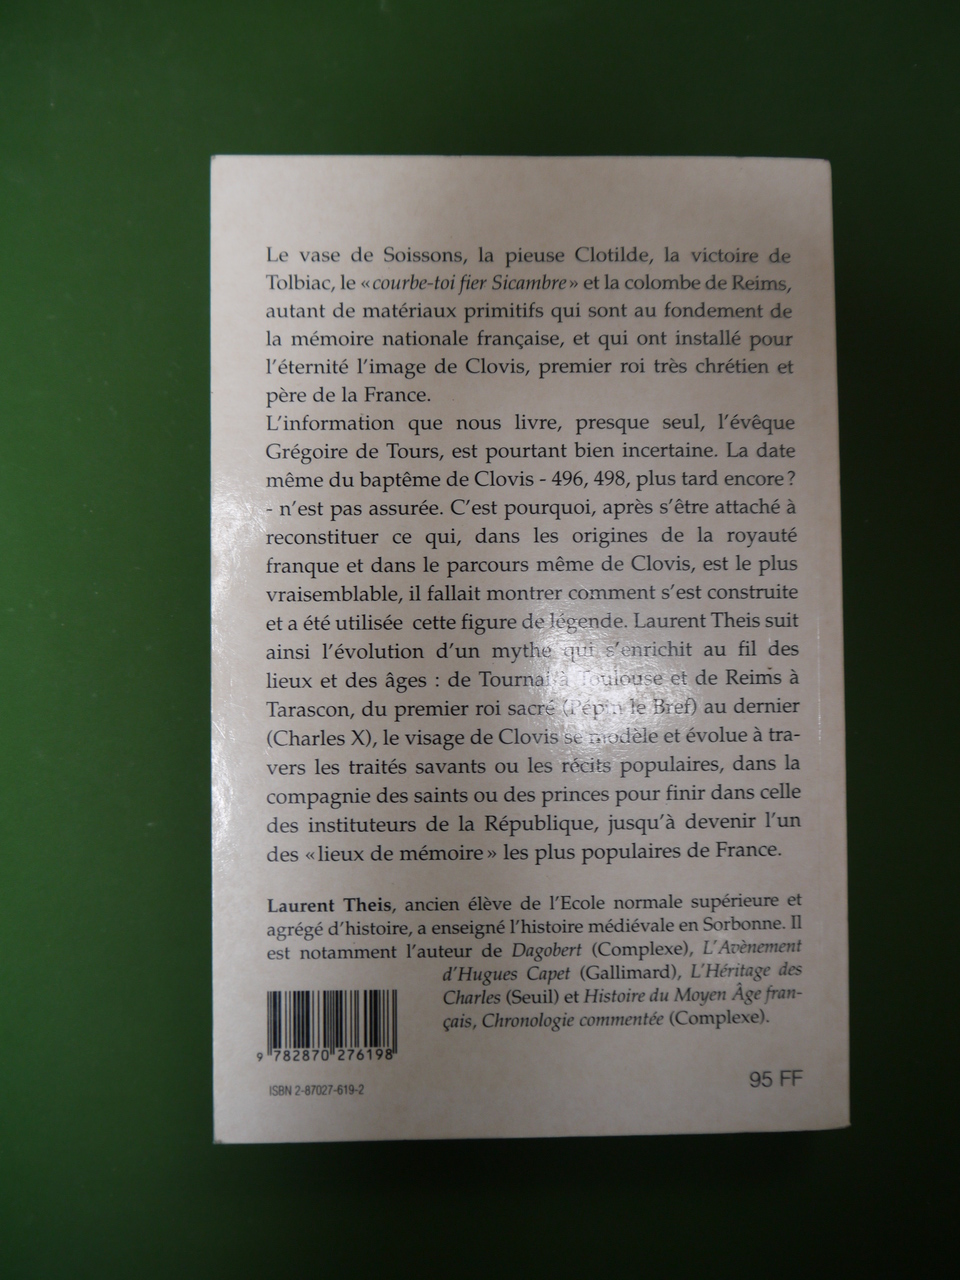 Le vase de Soissons, la pieuse Clotilde, la victoire de
Tolbiac, le «courbe-toi fier Sicambre» et la colombe de Reims,
autant de matériaux primitifs qui sont au fondement de
la mémoire nationale française, et qui ont installé pour
l'éternité l'image de Clovis, premier roi très chrétien et
père de la France.
L'information que nous livre, presque seul, l'évêque
Grégoire de Tours, est pourtant bien incertaine. La date
même du baptême de Clovis - 496, 498, plus tard encore ?
- n'est pas assurée. C'est pourquoi, après s'être attaché à
reconstituer ce qui, dans les origines de la royauté
franque et dans le parcours même de Clovis, est le plus
vraisemblable, il fallait montrer comment s'est construite
et a été utilisée cette figure de légende. Laurent Theis suit
ainsi l'évolution d'un mythe qui s'enrichit au fil des
lieux et des âges : de Tournai à Toulouse et de Reims à
Tarascon, du premier roi sacré (Pépin le Bref) au dernier
(Charles X), le visage de Clovis se modèle et évolue à tra-
vers les traités savants ou les récits populaires, dans la
compagnie des saints ou des princes pour finir dans celle
des instituteurs de la République, jusqu'à devenir l'un
des «lieux de mémoire» les plus populaires de France.
Laurent Theis, ancien élève de l'Ecole normale supérieure et
agrégé d'histoire, a enseigné l'histoire médiévale en Sorbonne. Il
est notamment l'auteur de Dagobert (Complexe), L'Avènement
d'Hugues Capet (Gallimard), L'Héritage des
Charles (Seuil) et Histoire du Moyen Âge fran-
çais, Chronologie commentée (Complexe).
9 782870 276198
ISBN 2-87027-619-2
95 FF